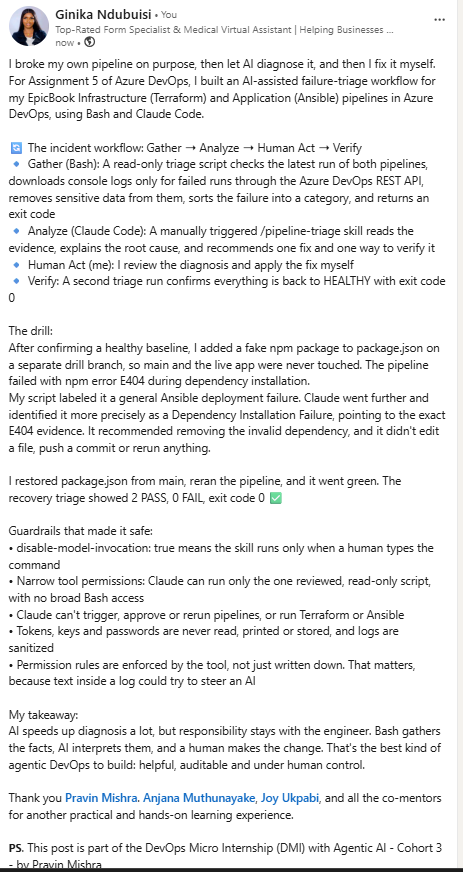 Ginika Ndubuisi • You
Top-Rated Form Specialist & Medical Virtual Assistant | Helping Businesses ...
now •
I broke my own pipeline on purpose, then let AI diagnose it, and then I fix it myself.
For Assignment 5 of Azure DevOps, I built an AI-assisted failure-triage workflow for
my EpicBook Infrastructure (Terraform) and Application (Ansible) pipelines in Azure
DevOps, using Bash and Claude Code.
🔄 The incident workflow: Gather → Analyze → Human Act → Verify
🔹 Gather (Bash): A read-only triage script checks the latest run of both pipelines,
downloads console logs only for failed runs through the Azure DevOps REST API,
removes sensitive data from them, sorts the failure into a category, and returns an
exit code
🔹 Analyze (Claude Code): A manually triggered /pipeline-triage skill reads the
evidence, explains the root cause, and recommends one fix and one way to verify it
🔹 Human Act (me): I review the diagnosis and apply the fix myself
🔹 Verify: A second triage run confirms everything is back to HEALTHY with exit code
0
The drill:
After confirming a healthy baseline, I added a fake npm package to package.json on
a separate drill branch, so main and the live app were never touched. The pipeline
failed with npm error E404 during dependency installation.
My script labeled it a general Ansible deployment failure. Claude went further and
identified it more precisely as a Dependency Installation Failure, pointing to the exact
E404 evidence. It recommended removing the invalid dependency, and it didn't edit
a file, push a commit or rerun anything.
I restored package.json from main, reran the pipeline, and it went green. The
recovery triage showed 2 PASS, 0 FAIL, exit code 0 ✅
Guardrails that made it safe:
• disable-model-invocation: true means the skill runs only when a human types the
command
• Narrow tool permissions: Claude can run only the one reviewed, read-only script,
with no broad Bash access
• Claude can't trigger, approve or rerun pipelines, or run Terraform or Ansible
• Tokens, keys and passwords are never read, printed or stored, and logs are
sanitized
• Permission rules are enforced by the tool, not just written down. That matters,
because text inside a log could try to steer an AI
My takeaway:
AI speeds up diagnosis a lot, but responsibility stays with the engineer. Bash gathers
the facts, AI interprets them, and a human makes the change. That's the best kind of
agentic DevOps to build: helpful, auditable and under human control.
Thank you Pravin Mishra. Anjana Muthunayake, Joy Ukpabi, and all the co-mentors
for another practical and hands-on learning experience.
PS. This post is part of the DevOps Micro Internship (DMI) with Agentic AI - Cohort 3
- by Pravin Mishra